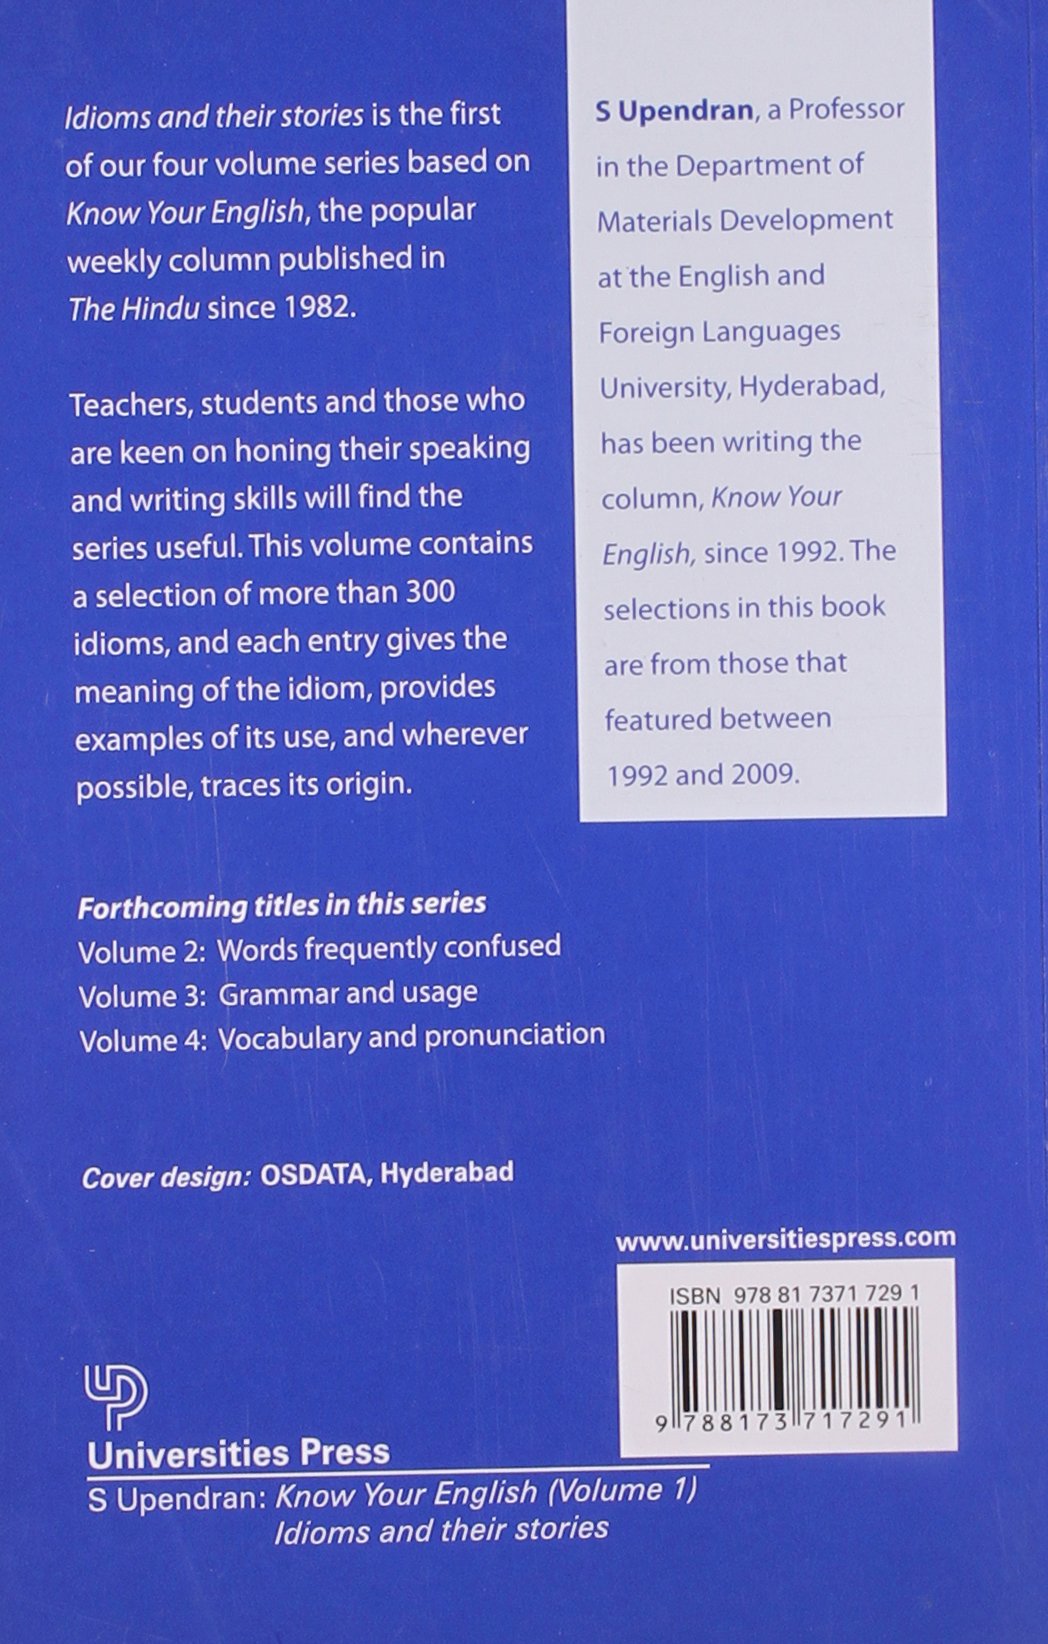 Idioms and their stories is the first
of our four volume series based on
Know Your English, the popular
weekly column published in
The Hindu since 1982.
Teachers, students and those who
are keen on honing their speaking
and writing skills will find the
series useful. This volume contains
a selection of more than 300
idioms, and each entry gives the
meaning of the idiom, provides
examples of its use, and wherever
possible, traces its origin.
S Upendran, a Professor
in the Department of
Materials Development
at the English and
Foreign Languages
University, Hyderabad,
has been writing the
column, Know Your
English, since 1992. The
selections in this book
are from those that
featured between
1992 and 2009.
Forthcoming titles in this series
Volume 2: Words frequently confused
Volume 3: Grammar and usage
Volume 4: Vocabulary and pronunciation
Cover design: OSDATA, Hyderabad
www.universitiespress.com
ISBN 978 81 7371 729 1
9 788173 717291
UP
Universities Press
S Upendran: Know Your English (Volume 1)
Idioms and their stories